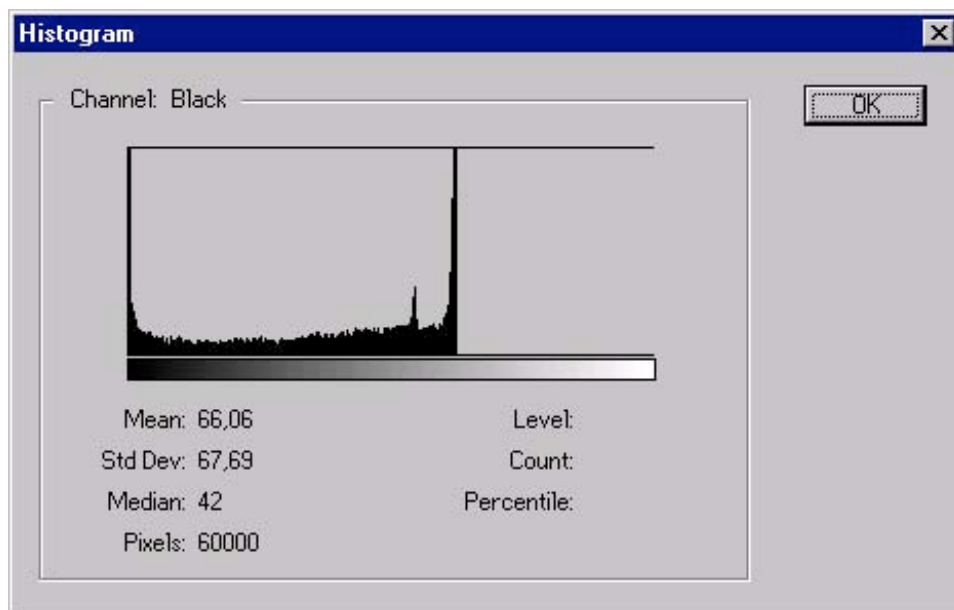 Histogram
Channel: Black
OK
Mean: 66,06
Level:
Std Dev: 67,69
Count:
Median: 42
Percentile:
Pixels: 60000